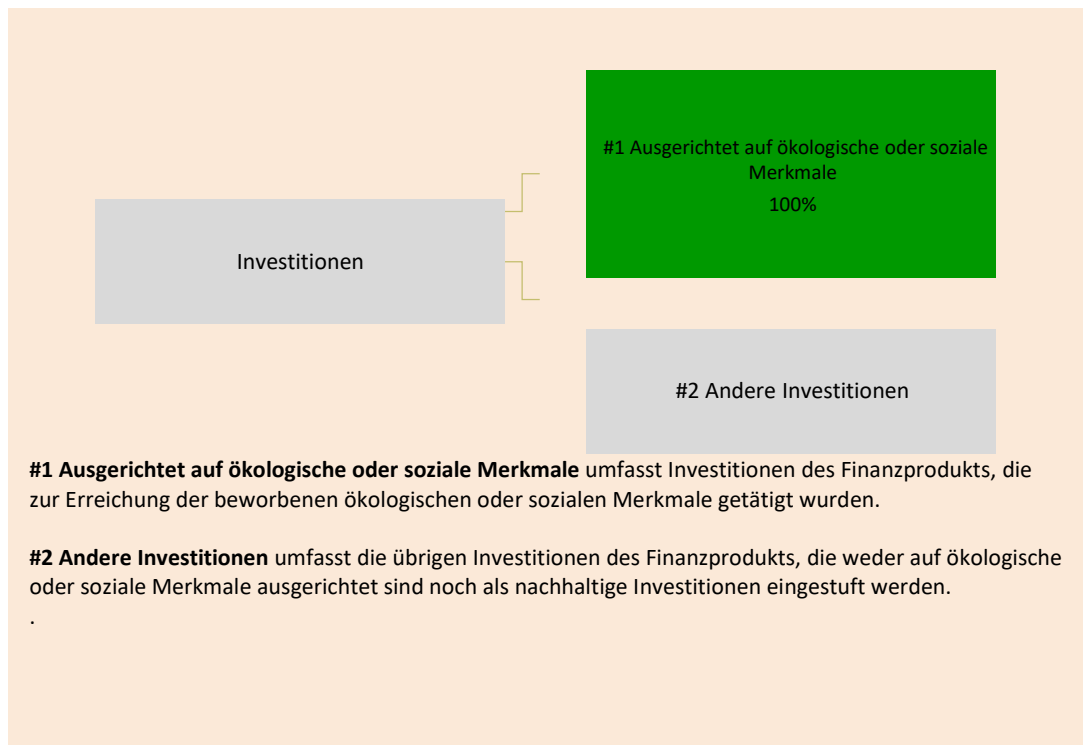 #1 Ausgerichtet auf ökologische oder soziale
Merkmale
100%
Investitionen
#2 Andere Investitionen
#1 Ausgerichtet auf ökologische oder soziale Merkmale umfasst Investitionen des Finanzprodukts, die
zur Erreichung der beworbenen ökologischen oder sozialen Merkmale getätigt wurden.
#2 Andere Investitionen umfasst die übrigen Investitionen des Finanzprodukts, die weder auf ökologische
oder soziale Merkmale ausgerichtet sind noch als nachhaltige Investitionen eingestuft werden.
.